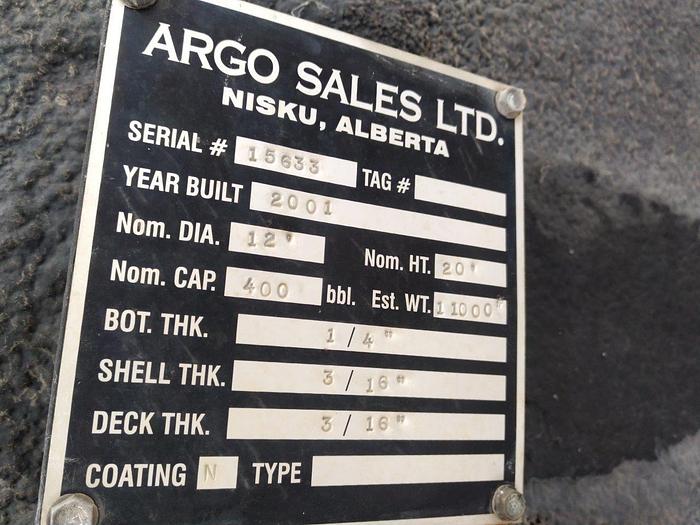 ARGO SALES LTD.
NISKU, ALBERTA
SERIAL # 15633 TAG #
YEAR BUILT 2001
Nom. DIA. 12' Nom. HT. 20'
Nom. CAP. 400 bbl. Est. WT. 11000#
BOT. THK. 1/4"
SHELL THK. 3/16"
DECK THK. 3/16"
COATING N TYPE